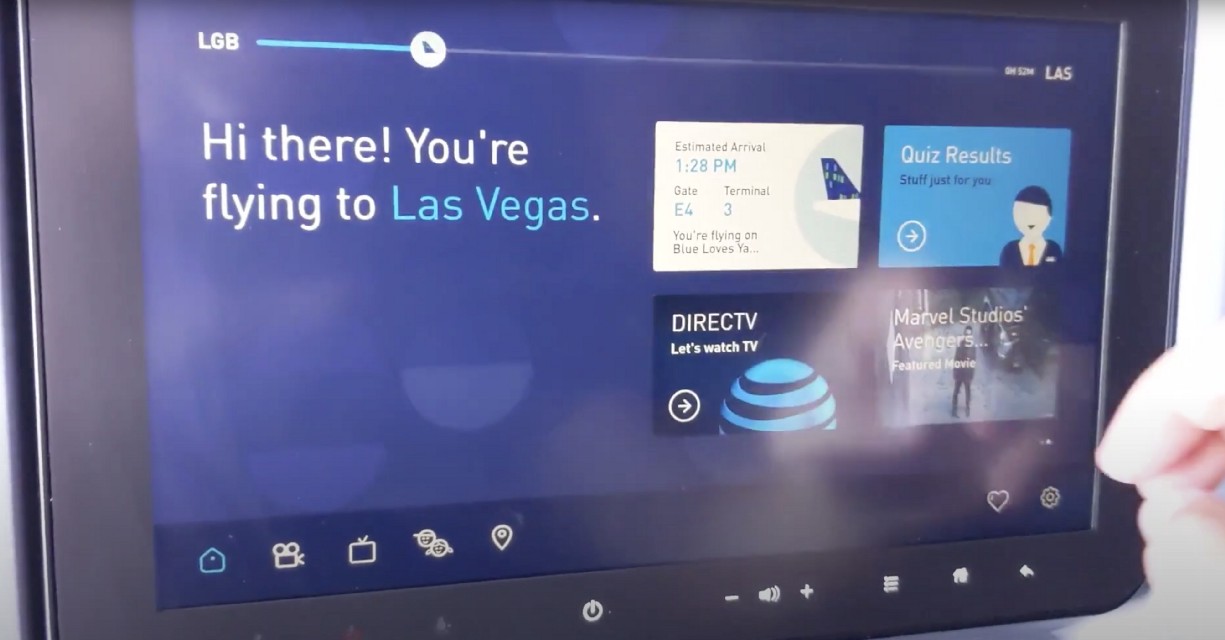 LGB
0H 52M LAS
Hi there! You're
flying to Las Vegas.
Estimated Arrival
1:28 PM
Gate Terminal
E4 3
You're flying on
Blue Loves Ya...
Quiz Results
Stuff just for you
DIRECTV
Let's watch TV
Marvel Studios'
Avengers...
Featured Movie